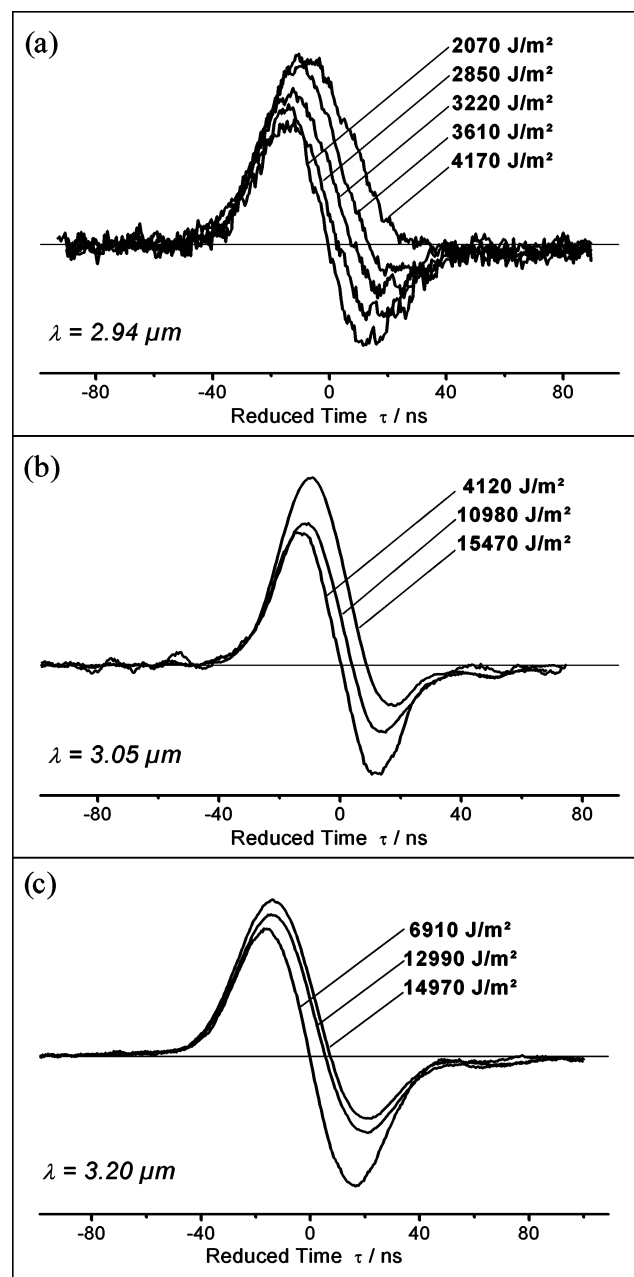 (a)
2070 J/m²
2850 J/m²
3220 J/m²
3610 J/m²
4170 J/m²
λ = 2.94 µm
-80 -40 0 40 80
Reduced Time τ / ns
(b)
4120 J/m²
10980 J/m²
15470 J/m²
λ = 3.05 µm
-80 -40 0 40 80
Reduced Time τ / ns
(c)
6910 J/m²
12990 J/m²
14970 J/m²
λ = 3.20 µm
-80 -40 0 40 80
Reduced Time τ / ns